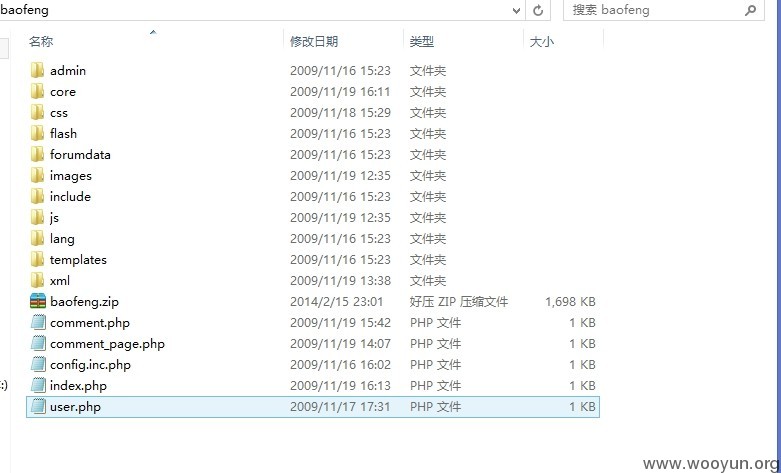 baofeng 搜索 baofeng
名称 修改日期 类型 大小
admin 2009/11/16 15:23 文件夹
core 2009/11/19 16:11 文件夹
css 2009/11/18 15:29 文件夹
flash 2009/11/16 15:23 文件夹
forumdata 2009/11/16 15:23 文件夹
images 2009/11/19 12:35 文件夹
include 2009/11/16 15:23 文件夹
js 2009/11/19 12:35 文件夹
lang 2009/11/16 15:23 文件夹
templates 2009/11/16 15:23 文件夹
xml 2009/11/19 13:38 文件夹
baofeng.zip 2014/2/15 23:01 好压 ZIP 压缩文件 1,698 KB
comment.php 2009/11/19 15:42 PHP 文件 1 KB
comment_page.php 2009/11/19 14:07 PHP 文件 1 KB
config.inc.php 2009/11/16 16:02 PHP 文件 1 KB
:) index.php 2009/11/19 16:13 PHP 文件 1 KB
user.php 2009/11/17 17:31 PHP 文件 1 KB
www.wooyun.org